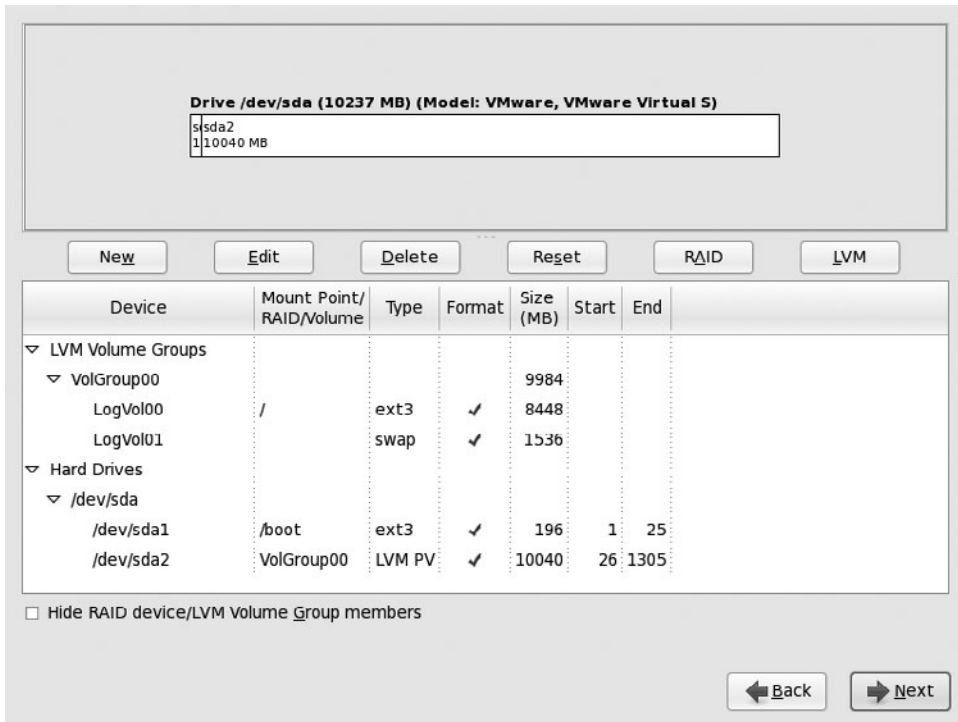 Drive /dev/sda (10237 MB) (Model: VMware, VMware Virtual S)
sda2
1 10040 MB
New Edit Delete Reset RAID LVM
Device Mount Point/ RAID/Volume Type Format Size (MB) Start End
LVM Volume Groups
VolGroup00 9984
LogVol00 / ext3 ✓ 8448
LogVol01 swap ✓ 1536
Hard Drives
/dev/sda
/dev/sda1 /boot ext3 ✓ 196 1 25
/dev/sda2 VolGroup00 LVM PV ✓ 10040 26 1305
Hide RAID device/LVM Volume Group members
Back Next